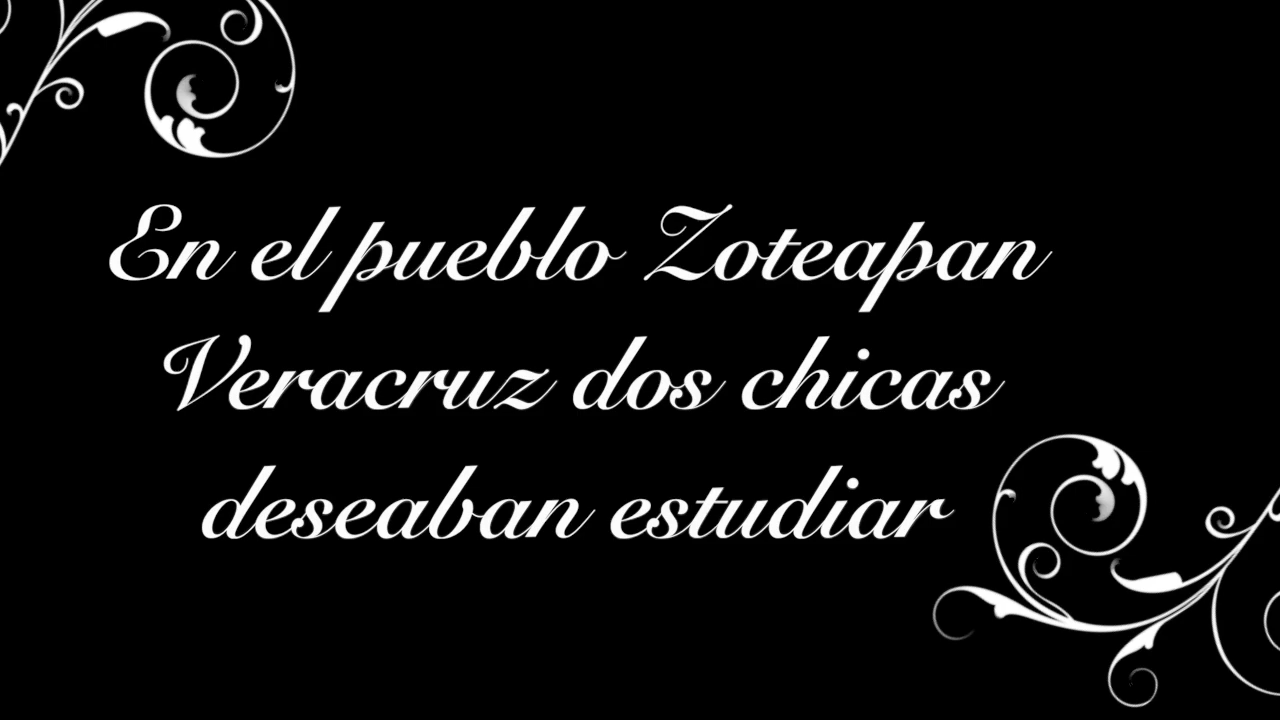 En el pueblo Zoteapan
Veracruz dos chicas
deseaban estudiar